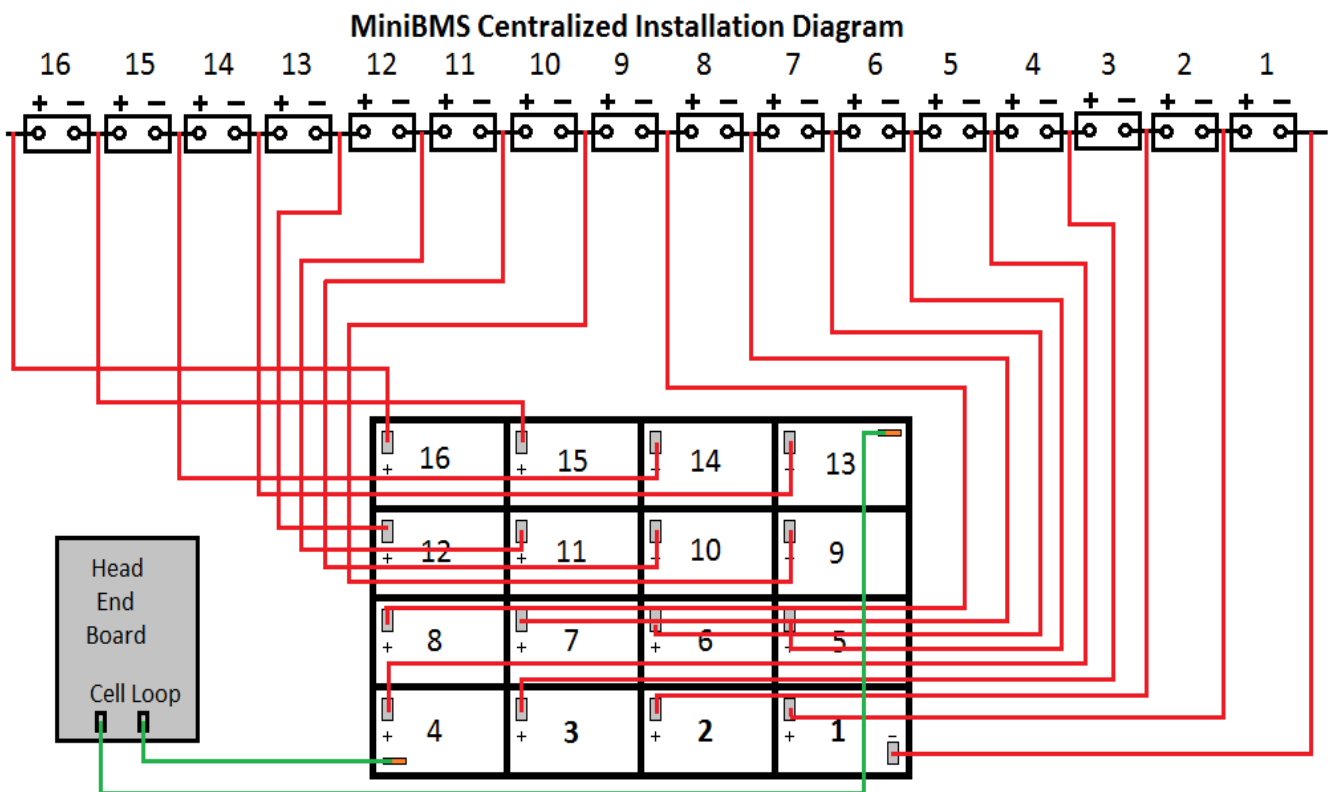 MiniBMS Centralized Installation Diagram
16 15 14 13 12 11 10 9 8 7 6 5 4 3 2 1
+ − + − + − + − + − + − + − + − + − + − + − + − + − + − + − + −
16 15 14 13
+ + − −
12 11 10 9
+ + − −
Head
End
Board
8 7 6 5
+ + + +
Cell Loop
4 3 2 1
+ + + + −